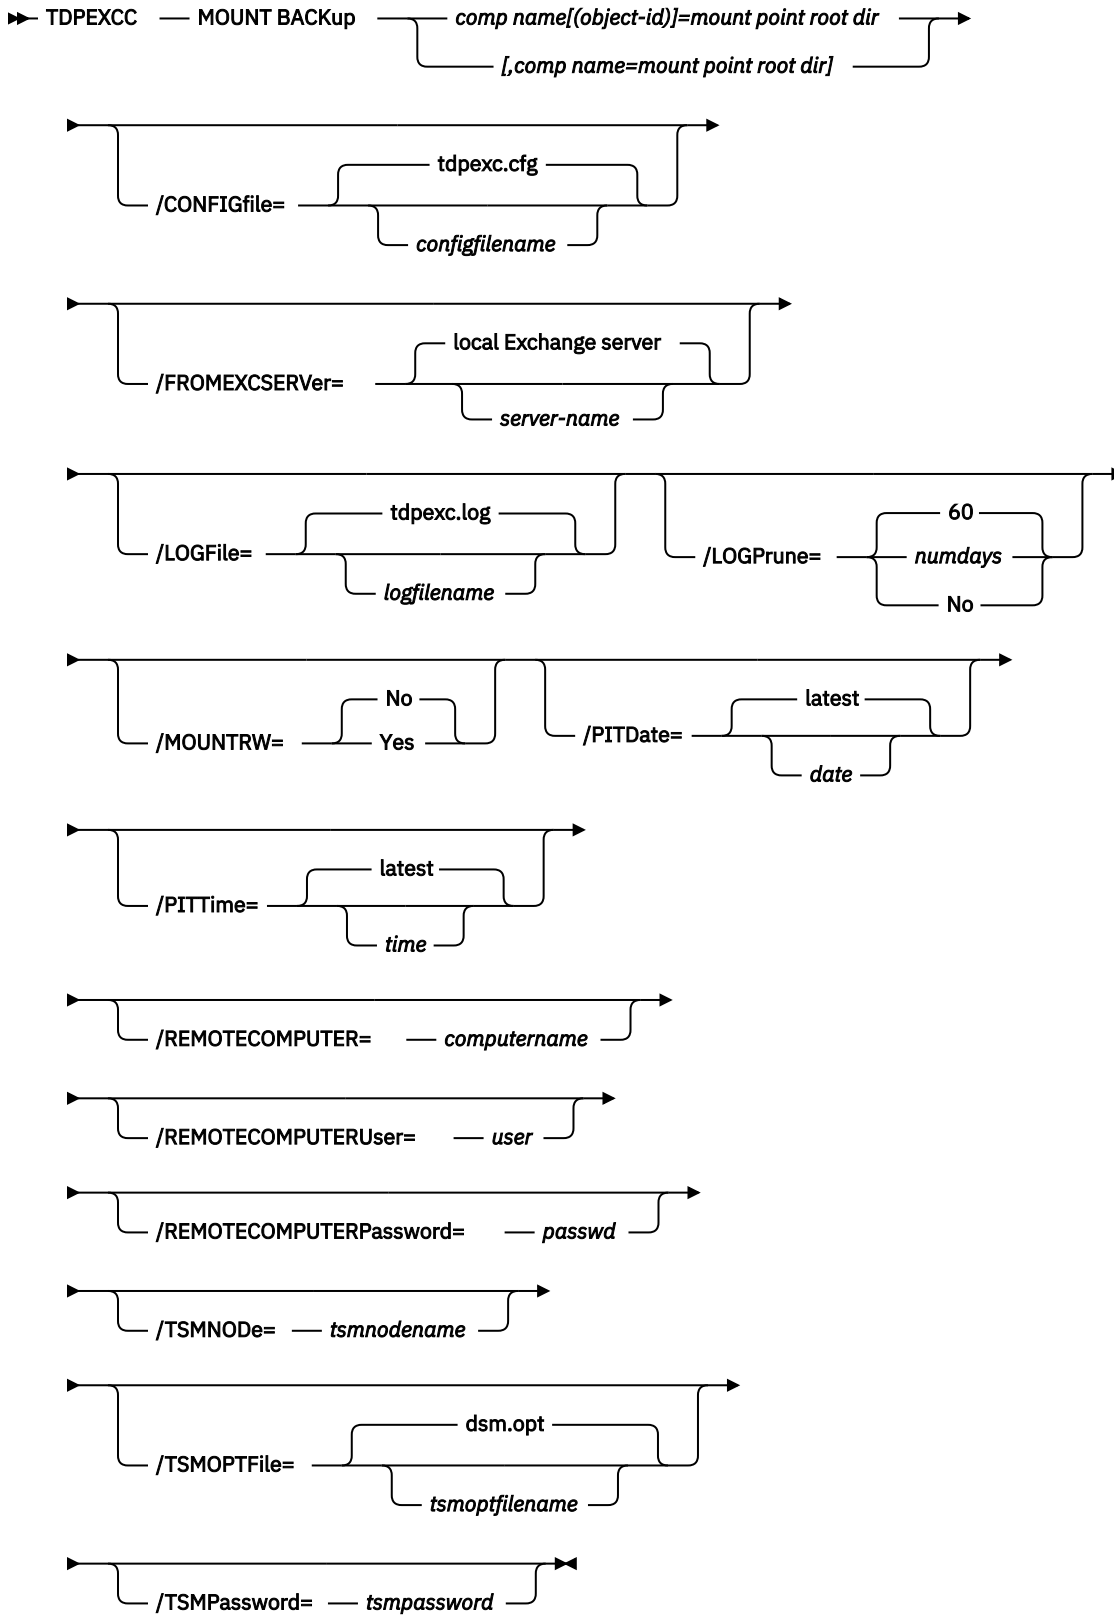 TDPEXCC MOUNT BACKup comp name[(object-id)]=mount point root dir
[,comp name=mount point root dir]
tdpexc.cfg
/CONFIGfile=
configfilename
local Exchange server
/FROMEXCSERVer=
server-name
tdpexc.log
/LOGFile=
logfilename
60
/LOGPrune= numdays
No
No
/MOUNTRW= Yes
latest
/PITDate=
date
latest
/PITTime=
time
/REMOTECOMPUTER= computername
/REMOTECOMPUTERUser= user
/REMOTECOMPUTERPassword= passwd
/TSMNODe= tsmnodename
dsm.opt
/TSMOPTFile=
tsmoptfilename
/TSMPassword= tsmpassword